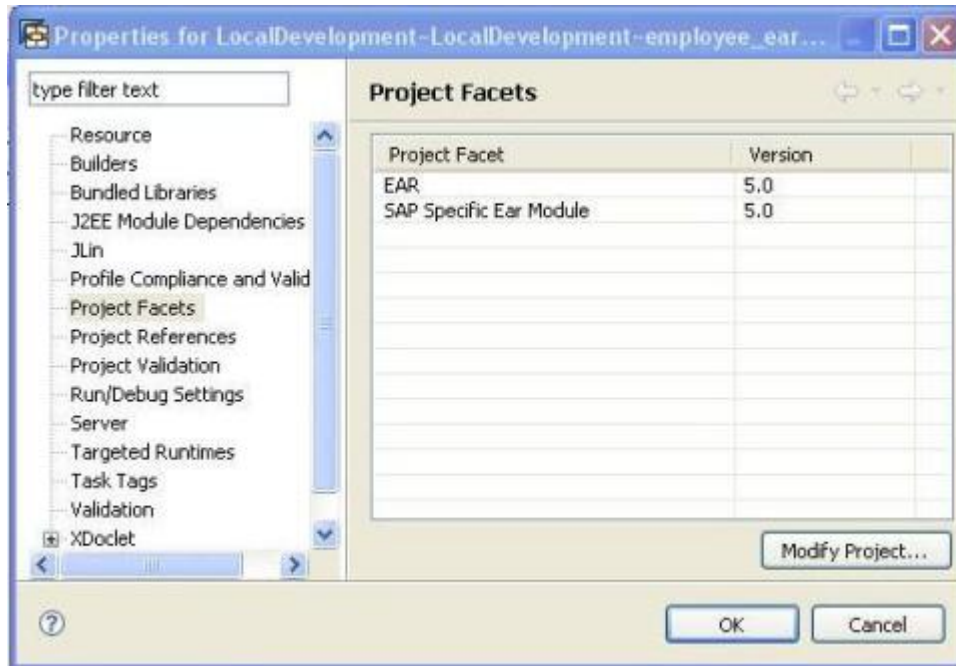 Properties for LocalDevelopment~LocalDevelopment~employee_ear...
type filter text
Resource
Builders
Bundled Libraries
J2EE Module Dependencies
JLin
Profile Compliance and Valid
Project Facets
Project References
Project Validation
Run/Debug Settings
Server
Targeted Runtimes
Task Tags
Validation
XDoclet
Project Facets
Project Facet Version
EAR 5.0
SAP Specific Ear Module 5.0
Modify Project...
OK Cancel